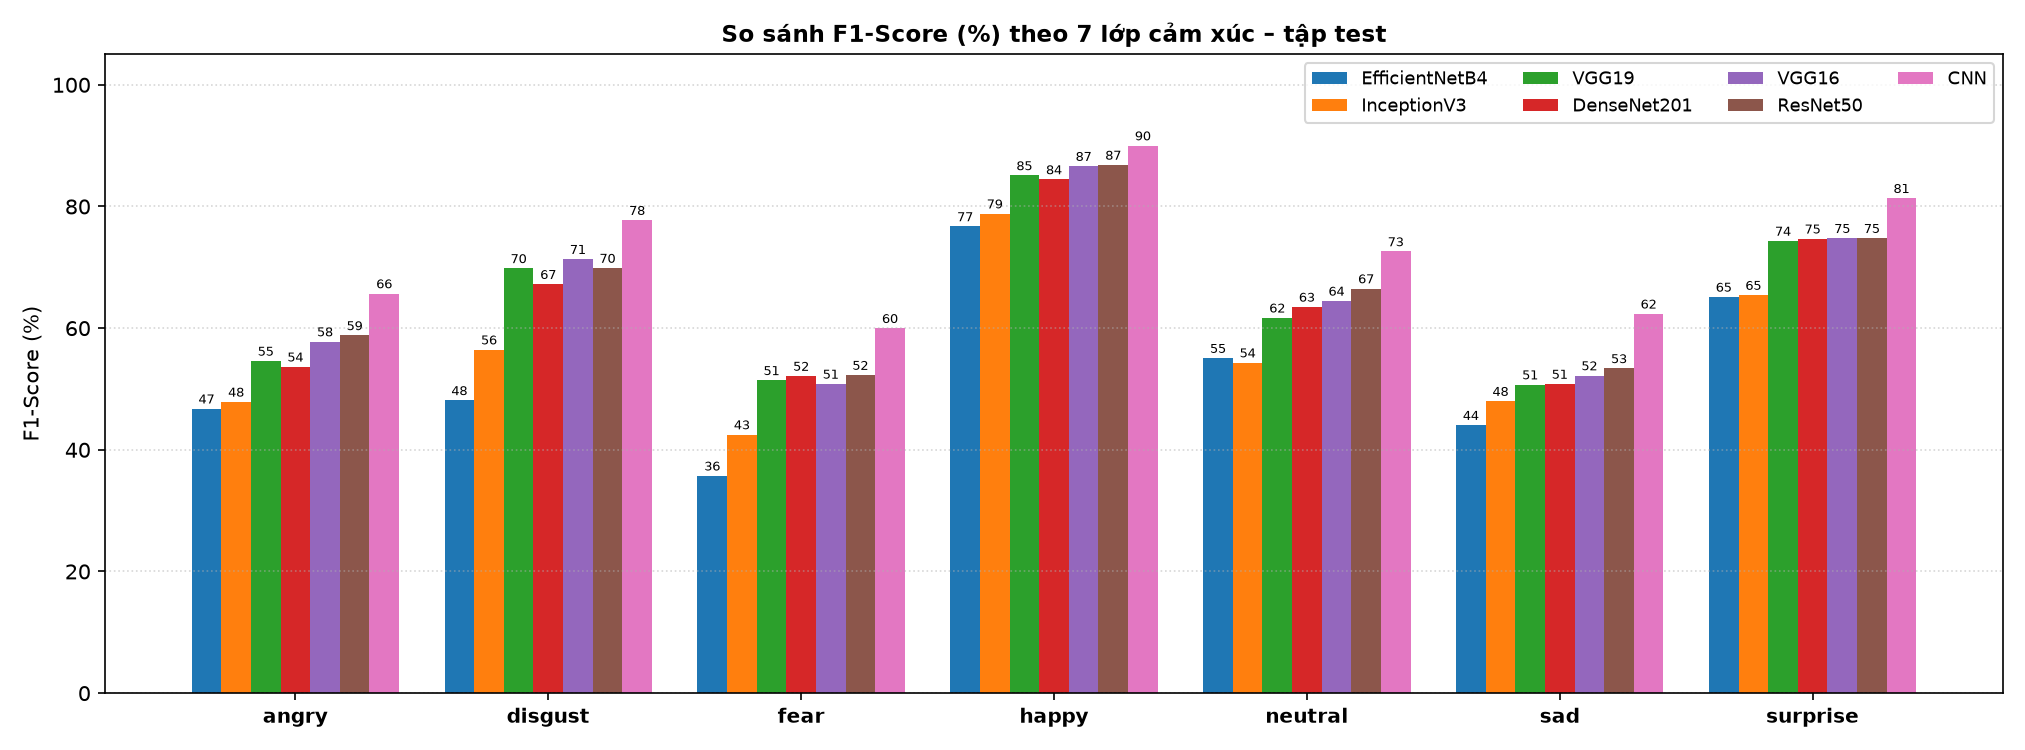 So sánh F1-Score (%) theo 7 lớp cảm xúc – tập test
EfficientNetB4 VGG19 VGG16 CNN
InceptionV3 DenseNet201 ResNet50
F1-Score (%)
100
80
60
40
20
0
47 48 55 54 58 59 66
48 56 70 67 71 70 78
36 43 51 52 51 52 60
77 79 85 84 87 87 90
55 54 62 63 64 67 73
44 48 51 51 52 53 62
65 65 74 75 75 75 81
angry disgust fear happy neutral sad surprise